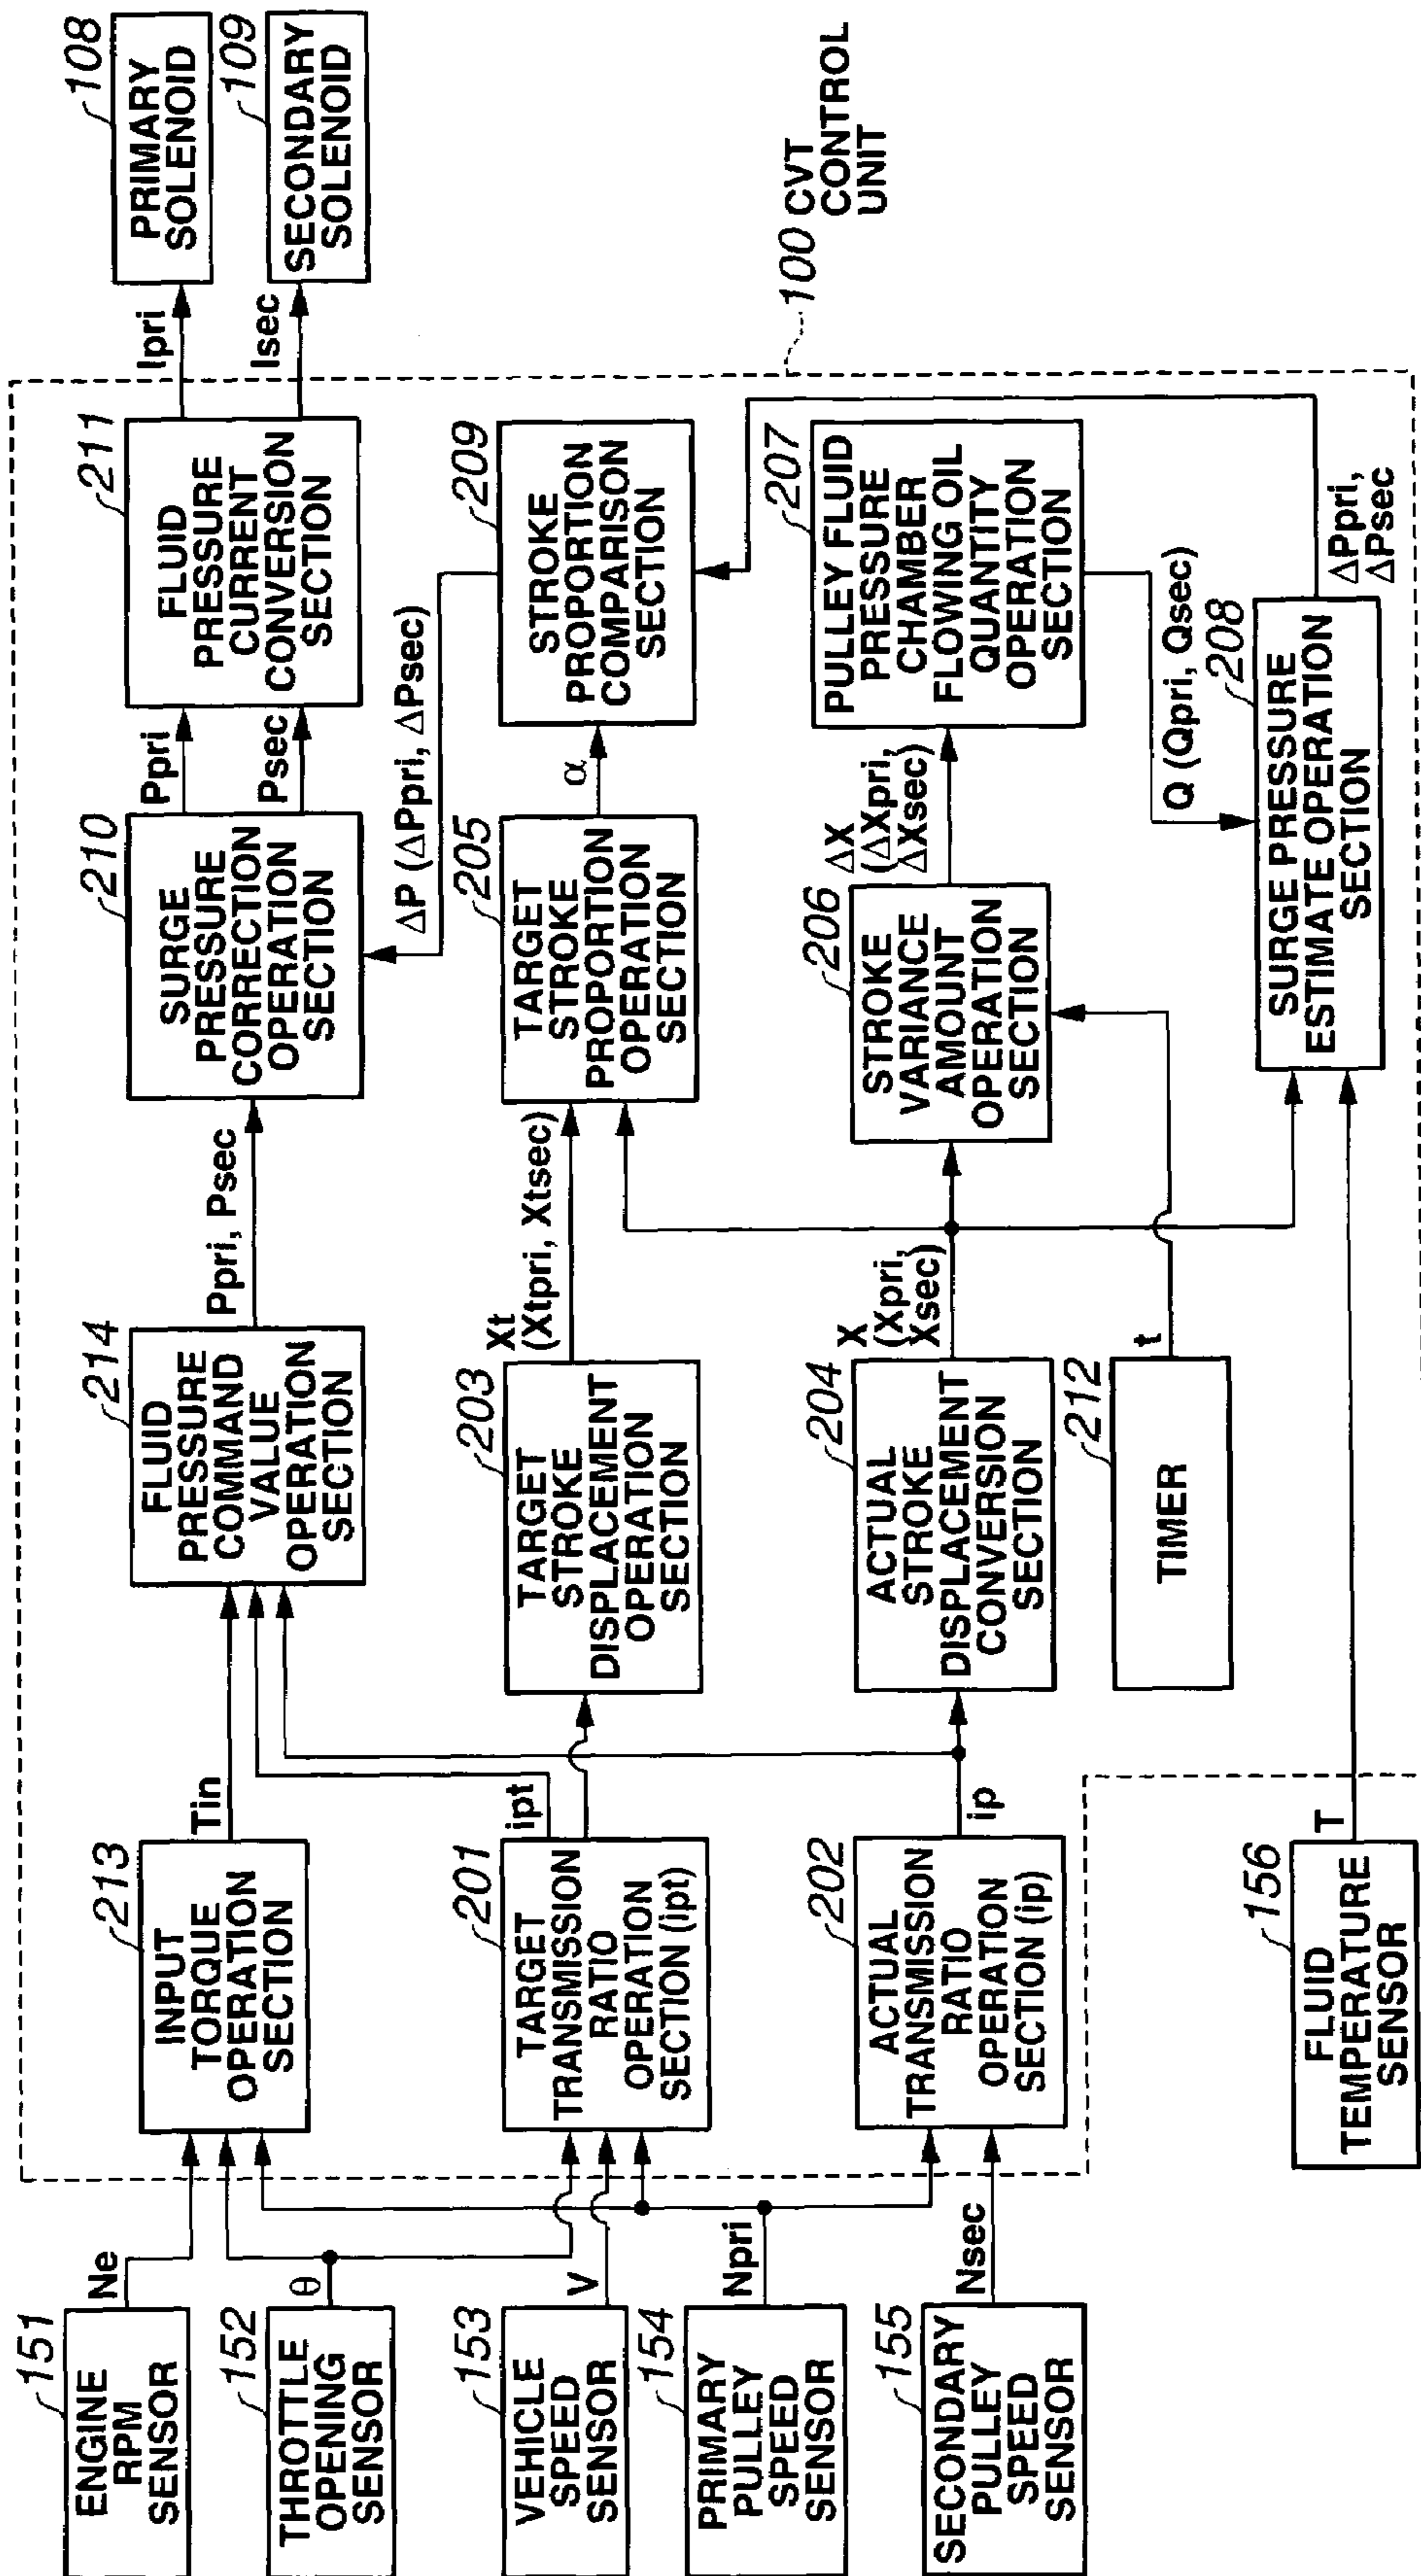 151
ENGINE
RPM
SENSOR
Ne
152
THROTTLE
OPENING
SENSOR
θ
153
VEHICLE
SPEED
SENSOR
V
154
PRIMARY
PULLEY
SPEED
SENSOR
Npri
155
SECONDARY
PULLEY
SPEED
SENSOR
Nsec
156
FLUID
TEMPERATURE
SENSOR
T
213
INPUT
TORQUE
OPERATION
SECTION
Tin
201
TARGET
TRANSMISSION
RATIO
OPERATION
SECTION (ipt)
ipt
202
ACTUAL
TRANSMISSION
RATIO
OPERATION
SECTION (ip)
ip
214
FLUID
PRESSURE
COMMAND
VALUE
OPERATION
SECTION
Ppri, Psec
203
TARGET
STROKE
DISPLACEMENT
OPERATION
SECTION
Xt
(Xtpri, Xtsec)
204
ACTUAL
STROKE
DISPLACEMENT
CONVERSION
SECTION
X
(Xpri,
Xsec)
212
TIMER
t
210
SURGE
PRESSURE
CORRECTION
OPERATION
SECTION
Ppri
Psec
ΔP (ΔPpri, ΔPsec)
205
TARGET
STROKE
PROPORTION
OPERATION
SECTION
α
206
STROKE
VARIANCE
AMOUNT
OPERATION
SECTION
ΔX
(ΔXpri,
ΔXsec)
208
SURGE PRESSURE
ESTIMATE OPERATION
SECTION
ΔPpri,
ΔPsec
211
FLUID
PRESSURE
CURRENT
CONVERSION
SECTION
Ipri
Isec
209
STROKE
PROPORTION
COMPARISON
SECTION
207
PULLEY FLUID
PRESSURE
CHAMBER
FLOWING OIL
QUANTITY
OPERATION
SECTION
Q (Qpri, Qsec)
108
PRIMARY
SOLENOID
109
SECONDARY
SOLENOID
100 CVT
CONTROL
UNIT